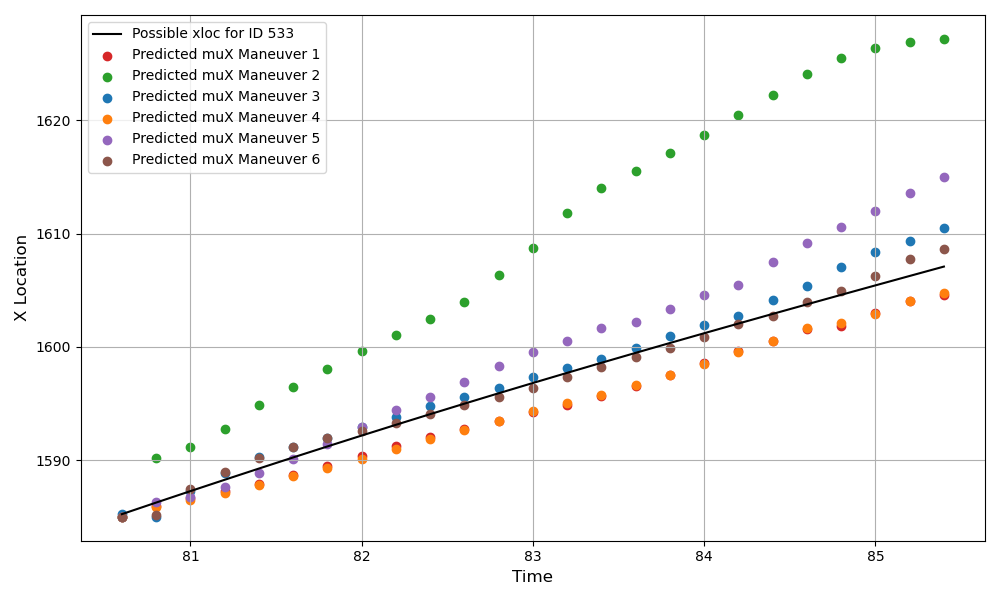 Possible xloc for ID 533
Predicted muX Maneuver 1
Predicted muX Maneuver 2
Predicted muX Maneuver 3
Predicted muX Maneuver 4
Predicted muX Maneuver 5
Predicted muX Maneuver 6
X Location
1620
1610
1600
1590
81 82 83 84 85
Time